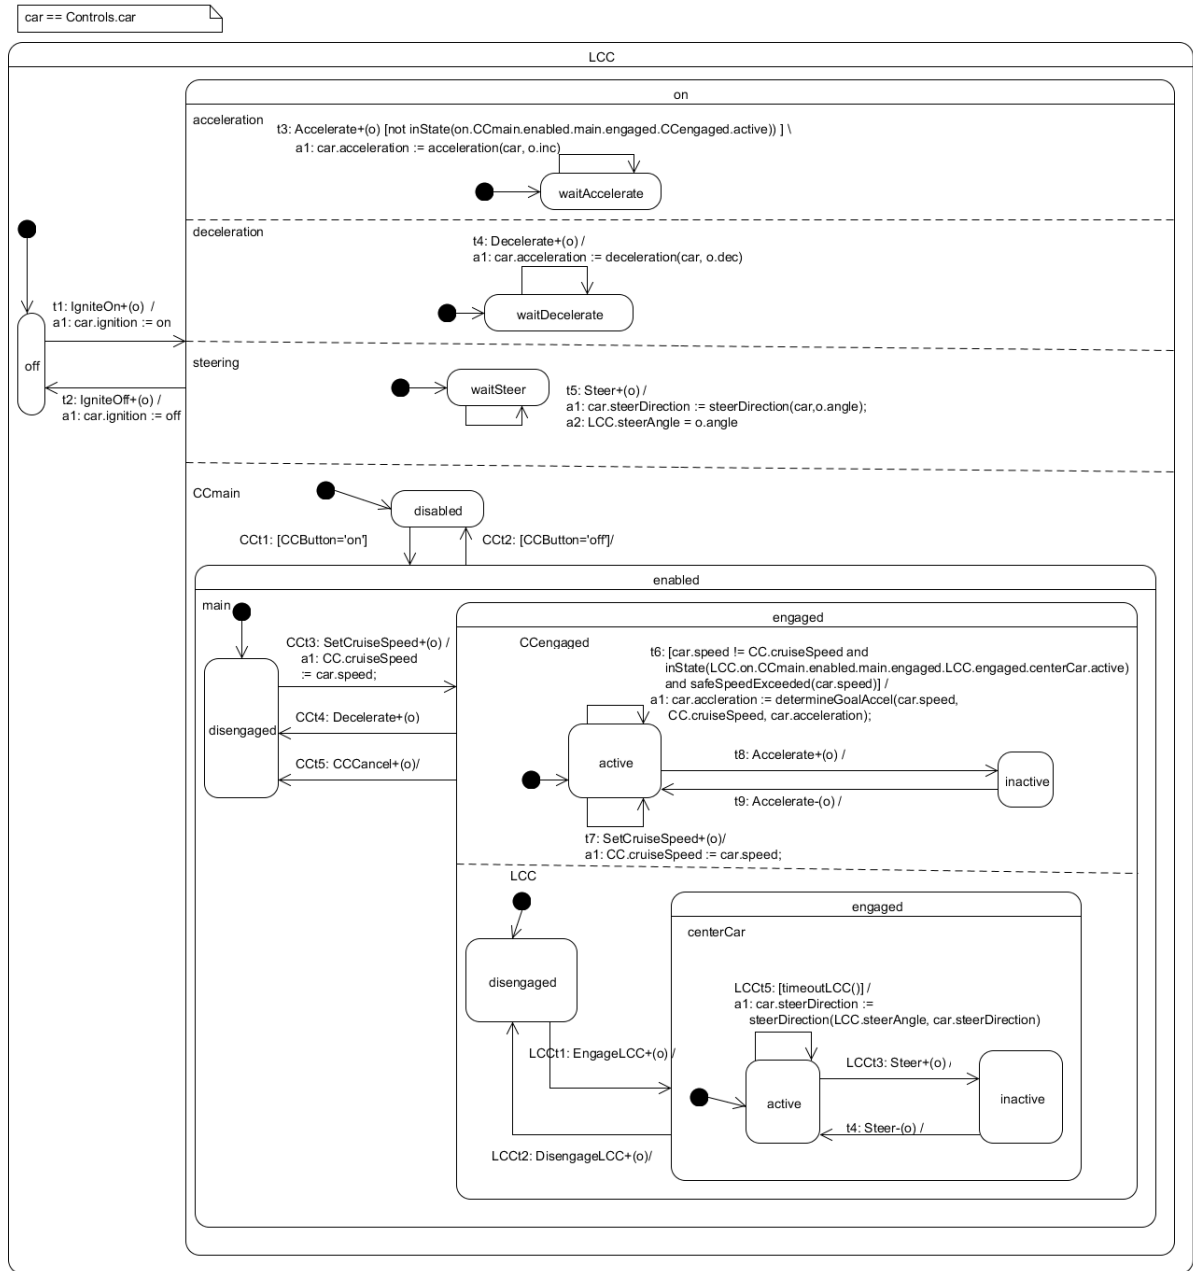 car == Controls.car
LCC
on
acceleration
t3: Accelerate+(o) [not inState(on.CCmain.enabled.main.engaged.CCengaged.active)) ] \
a1: car.acceleration := acceleration(car, o.inc)
waitAccelerate
deceleration
t4: Decelerate+(o) /
a1: car.acceleration := deceleration(car, o.dec)
waitDecelerate
t1: IgniteOn+(o) /
a1: car.ignition := on
off
t2: IgniteOff+(o) /
a1: car.ignition := off
steering
waitSteer
t5: Steer+(o) /
a1: car.steerDirection := steerDirection(car,o.angle);
a2: LCC.steerAngle = o.angle
CCmain
disabled
CCt1: [CCButton='on']
CCt2: [CCButton='off']/
enabled
main
engaged
CCt3: SetCruiseSpeed+(o) /
a1: CC.cruiseSpeed
:= car.speed;
CCt4: Decelerate+(o)
disengaged
CCt5: CCCancel+(o)/
CCengaged
t6: [car.speed != CC.cruiseSpeed and
inState(LCC.on.CCmain.enabled.main.engaged.LCC.engaged.centerCar.active)
and safeSpeedExceeded(car.speed)] /
a1: car.accleration := determineGoalAccel(car.speed,
CC.cruiseSpeed, car.acceleration);
active
t8: Accelerate+(o) /
inactive
t9: Accelerate-(o) /
t7: SetCruiseSpeed+(o)/
a1: CC.cruiseSpeed := car.speed;
LCC
disengaged
engaged
centerCar
LCCt5: [timeoutLCC()] /
a1: car.steerDirection :=
steerDirection(LCC.steerAngle, car.steerDirection)
LCCt1: EngageLCC+(o) /
LCCt3: Steer+(o) /
active
inactive
t4: Steer-(o) /
LCCt2: DisengageLCC+(o)/